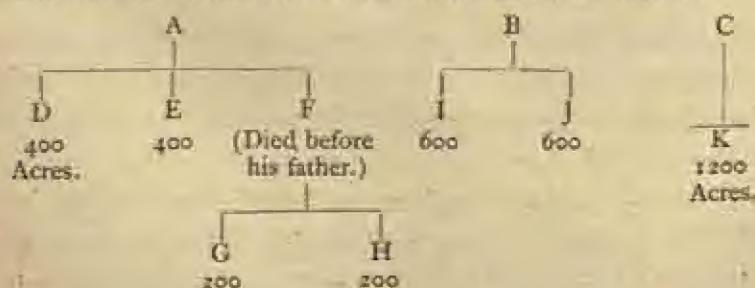 A B C
D E F I J
400 400 (Died before 600 600 K
Acres. his father.) 1200
Acres.
G H
200 200